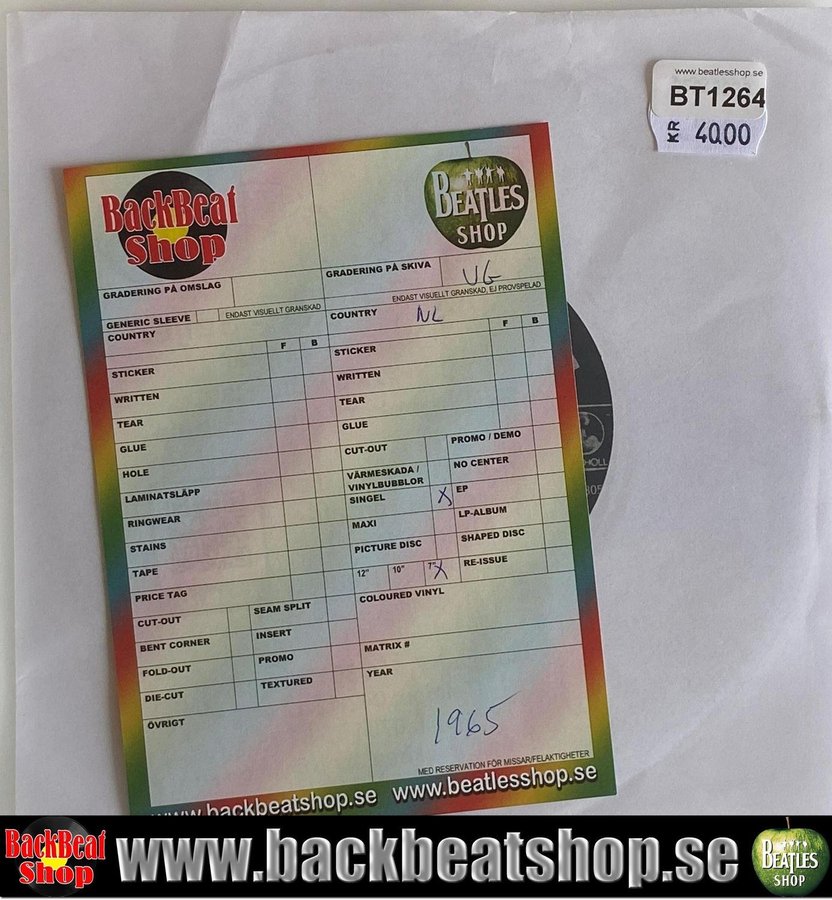 www.beatlesshop.se
BT1264
KR 40.00
BackBeat
Shop
BEATLES
SHOP
GRADERING PÅ OMSLAG
GRADERING PÅ SKIVA VG
GENERIC SLEEVE ENDAST VISUELLT GRANSKAD
ENDAST VISUELLT GRANSKAD, EJ PROVSPELAD
COUNTRY
F B
STICKER
WRITTEN
TEAR
GLUE
HOLE
LAMINATSLÄPP
RINGWEAR
STAINS
TAPE
PRICE TAG
CUT-OUT SEAM SPLIT
BENT CORNER INSERT
FOLD-OUT PROMO
DIE-CUT TEXTURED
ÖVRIGT
COUNTRY NL
F B
STICKER
WRITTEN
TEAR
GLUE
CUT-OUT PROMO / DEMO
VÄRMESKADA /
VINYLBUBBLOR NO CENTER
SINGEL X EP
MAXI LP-ALBUM
PICTURE DISC SHAPED DISC
12" 10" 7" X RE-ISSUE
COLOURED VINYL
MATRIX #
YEAR
1965
MED RESERVATION FÖR MISSAR/FELAKTIGHETER
www.backbeatshop.se www.beatlesshop.se
BackBeat
Shop
www.backbeatshop.se
BEATLES
SHOP